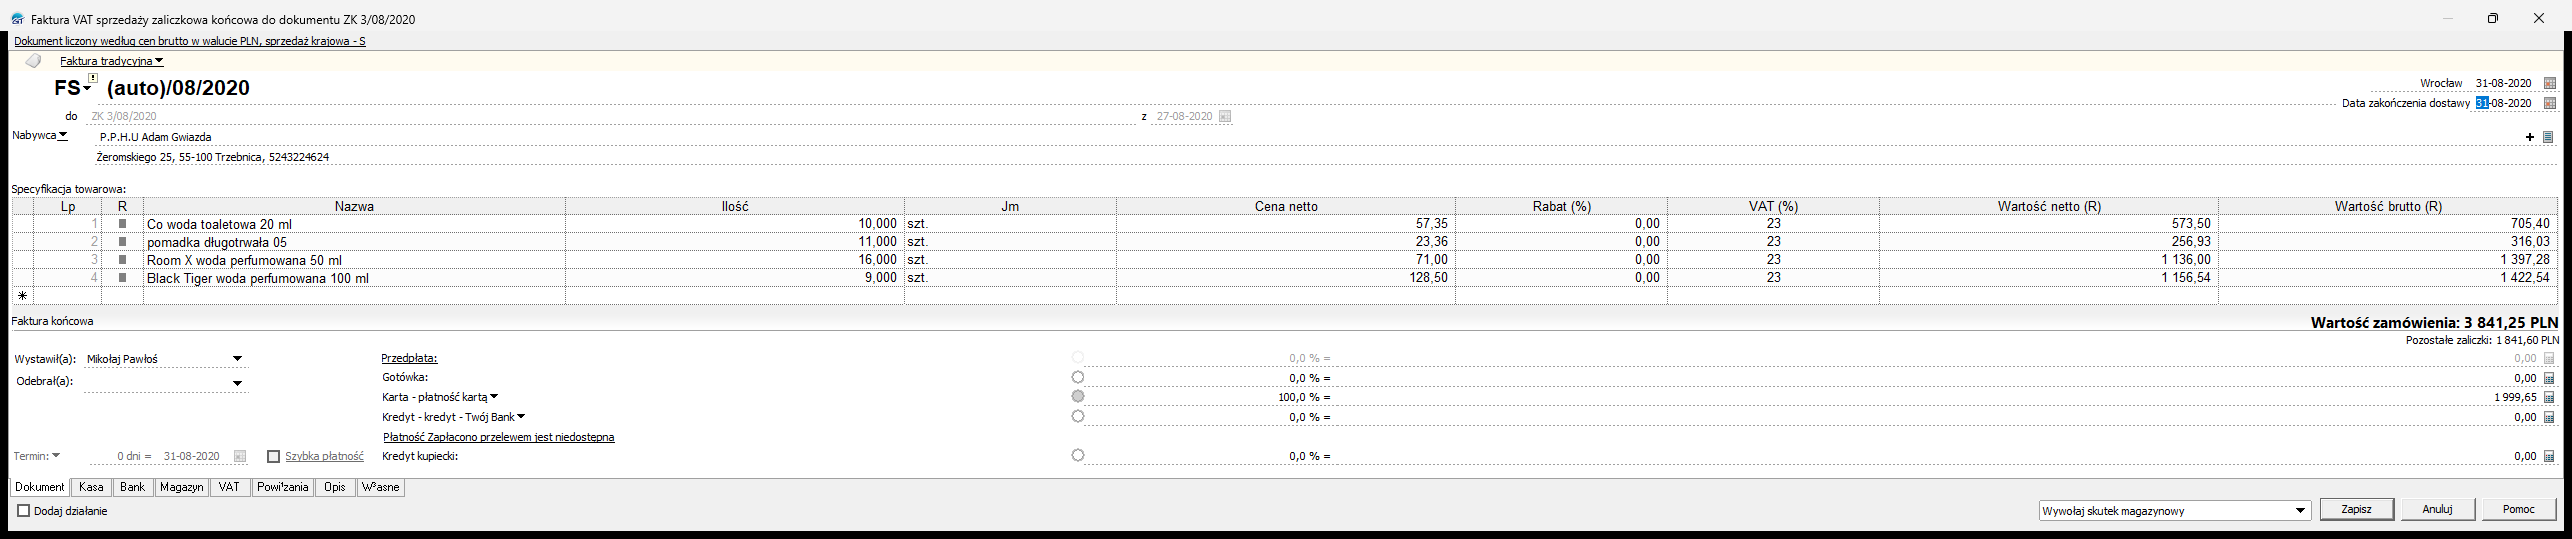 Faktura VAT sprzedaży zaliczkowa końcowa do dokumentu ZK 3/08/2020
Dokument liczony według cen brutto w walucie PLN, sprzedaż krajowa - S
Faktura tradycyjna
FS (auto)/08/2020
Wrocław 31-08-2020
Data zakończenia dostawy 31-08-2020
do ZK 3/08/2020 z 27-08-2020
Nabywca P.P.H.U Adam Gwiazda
Żeromskiego 25, 55-100 Trzebnica, 5243224624
Specyfikacja towarowa:
Lp R Nazwa Ilość Jm Cena netto Rabat (%) VAT (%) Wartość netto (R) Wartość brutto (R)
1 Co woda toaletowa 20 ml 10,000 szt. 57,35 0,00 23 573,50 705,40
2 pomadka długotrwała 05 11,000 szt. 23,36 0,00 23 256,93 316,03
3 Room X woda perfumowana 50 ml 16,000 szt. 71,00 0,00 23 1 136,00 1 397,28
4 Black Tiger woda perfumowana 100 ml 9,000 szt. 128,50 0,00 23 1 156,54 1 422,54
Faktura końcowa
Wartość zamówienia: 3 841,25 PLN
Pozostałe zaliczki: 1 841,60 PLN
Wystawił(a): Mikołaj Pawłoś
Przedpłata: 0,0 % = 0,00
Gotówka: 0,0 % = 0,00
Odebrał(a):
Karta - płatność kartą 100,0 % = 1 999,65
Kredyt - kredyt - Twój Bank 0,0 % = 0,00
Płatność Zapłacono przelewem jest niedostępna
Termin: 0 dni = 31-08-2020 Szybka płatność Kredyt kupiecki: 0,0 % = 0,00
Dokument Kasa Bank Magazyn VAT Powi¹zania Opis W³asne
Dodaj działanie
Wywołaj skutek magazynowy Zapisz Anuluj Pomoc